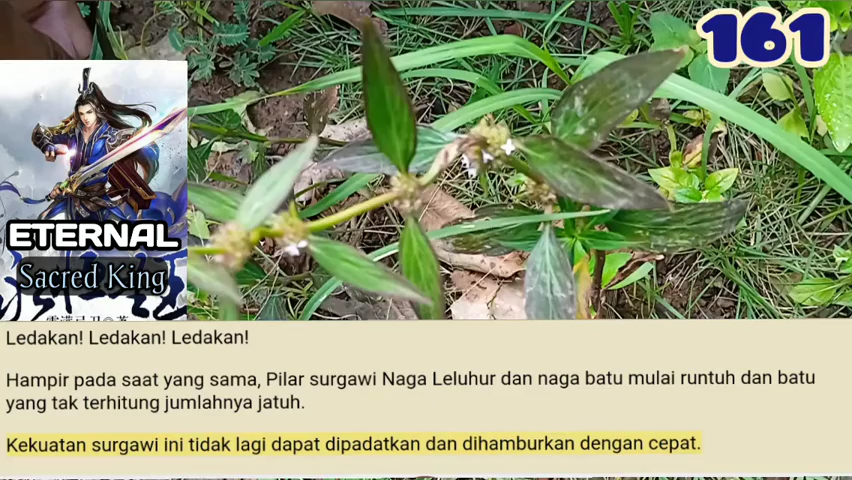 161
ETERNAL
Sacred King
Ledakan! Ledakan! Ledakan!
Hampir pada saat yang sama, Pilar surgawi Naga Leluhur dan naga batu mulai runtuh dan batu
yang tak terhitung jumlahnya jatuh.
Kekuatan surgawi ini tidak lagi dapat dipadatkan dan dihamburkan dengan cepat.